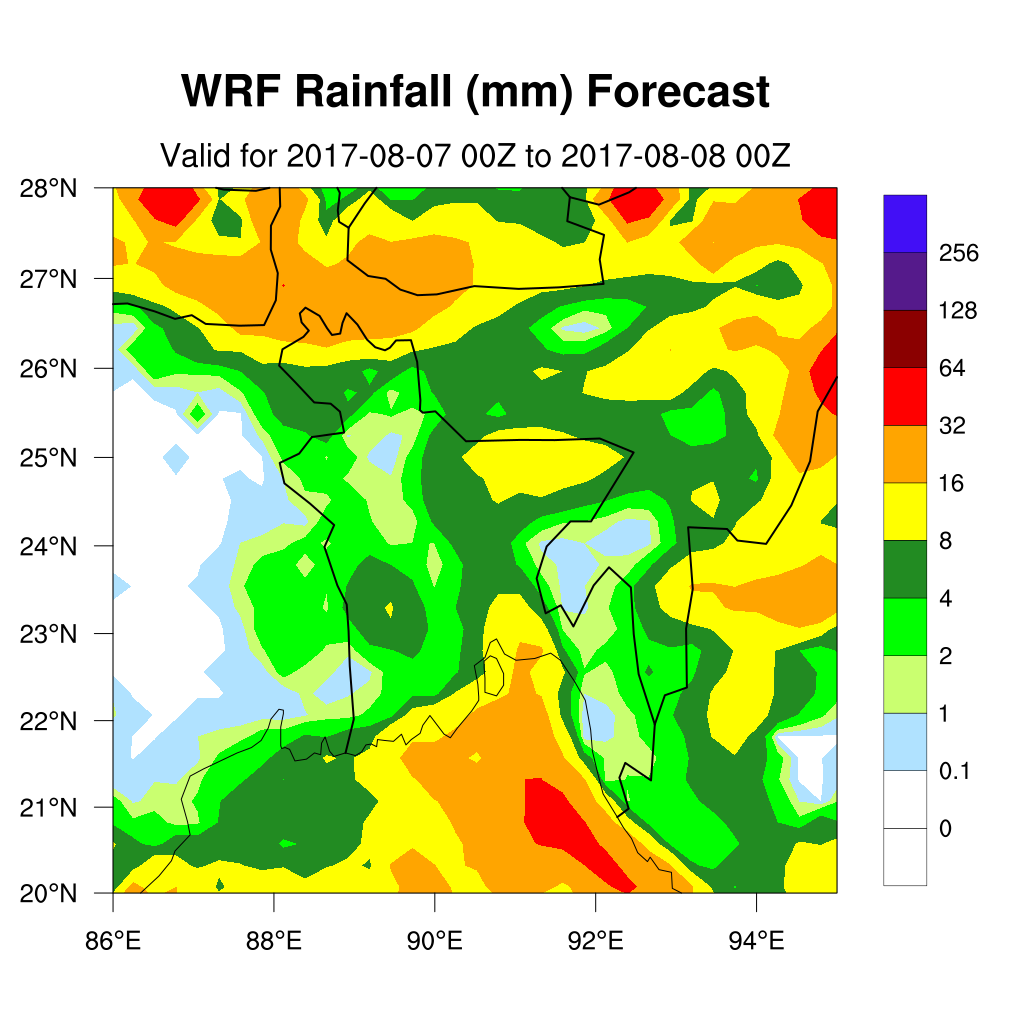 WRF Rainfall (mm) Forecast
Valid for 2017-08-07 00Z to 2017-08-08 00Z
28°N
27°N
26°N
25°N
24°N
23°N
22°N
21°N
20°N
86°E 88°E 90°E 92°E 94°E
256
128
64
32
16
8
4
2
1
0.1
0